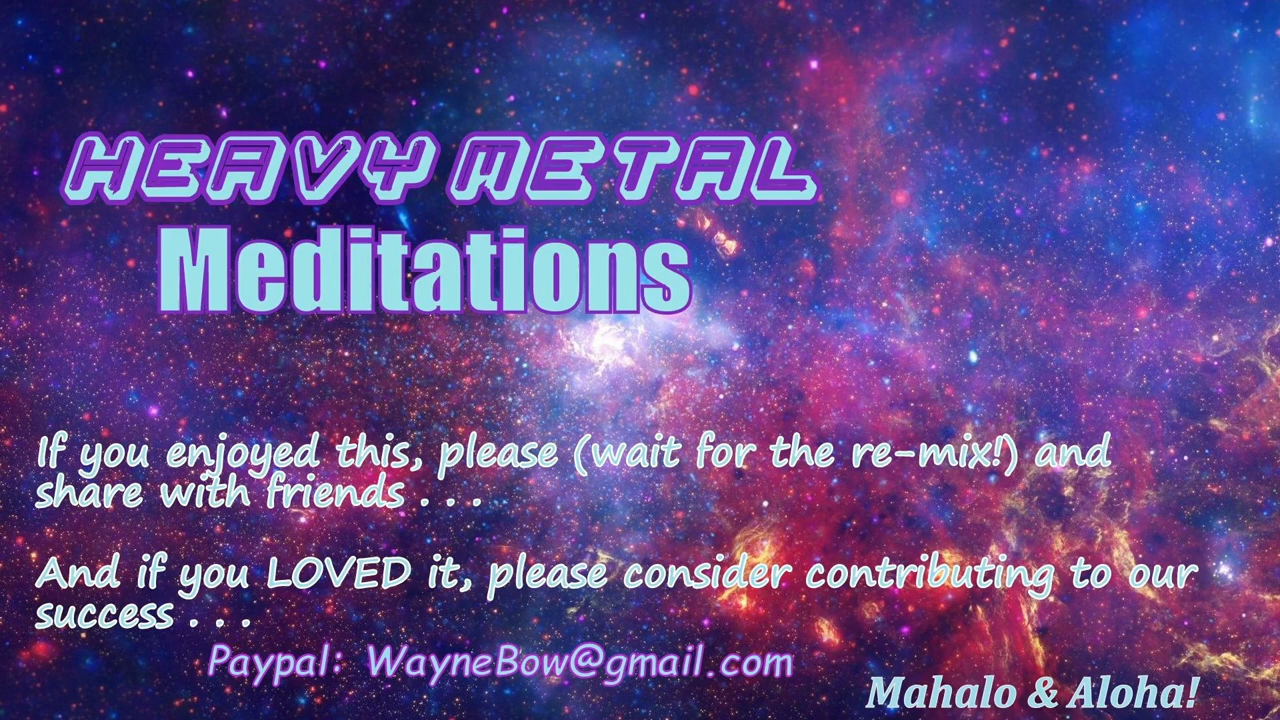 HEAVY METAL
Meditations
If you enjoyed this, please (wait for the re-mix!) and
share with friends . . .
And if you LOVED it, please consider contributing to our
success . . .
Paypal: WayneBow@gmail.com
Mahalo & Aloha!